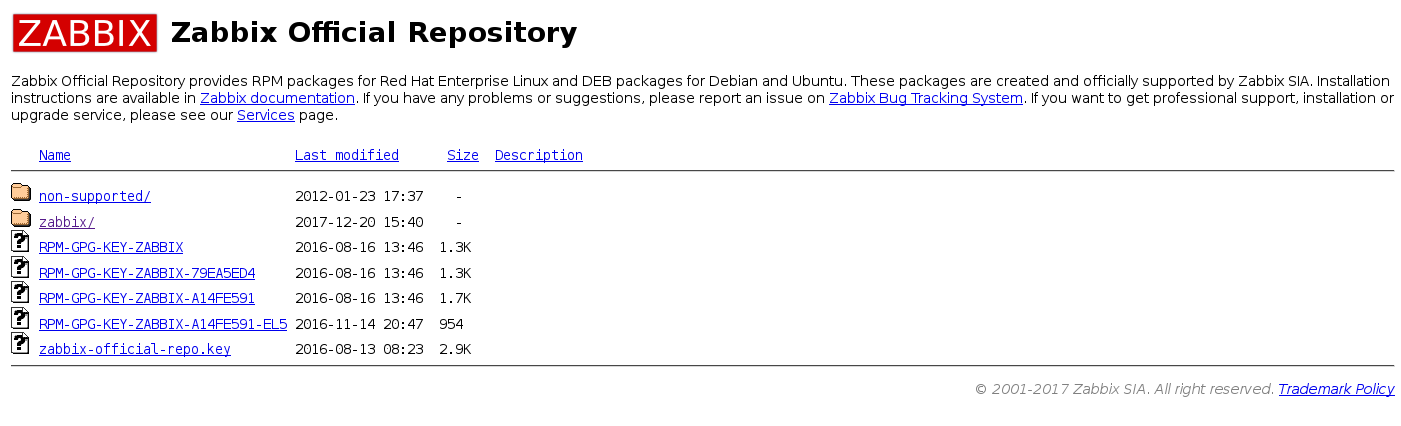 ZABBIX Zabbix Official Repository
Zabbix Official Repository provides RPM packages for Red Hat Enterprise Linux and DEB packages for Debian and Ubuntu. These packages are created and officially supported by Zabbix SIA. Installation
instructions are available in Zabbix documentation. If you have any problems or suggestions, please report an issue on Zabbix Bug Tracking System. If you want to get professional support, installation or
upgrade service, please see our Services page.
Name Last modified Size Description
non-supported/ 2012-01-23 17:37 -
zabbix/ 2017-12-20 15:40 -
? RPM-GPG-KEY-ZABBIX 2016-08-16 13:46 1.3K
? RPM-GPG-KEY-ZABBIX-79EA5ED4 2016-08-16 13:46 1.3K
? RPM-GPG-KEY-ZABBIX-A14FE591 2016-08-16 13:46 1.7K
? RPM-GPG-KEY-ZABBIX-A14FE591-EL5 2016-11-14 20:47 954
? zabbix-official-repo.key 2016-08-13 08:23 2.9K
© 2001-2017 Zabbix SIA. All right reserved. Trademark Policy